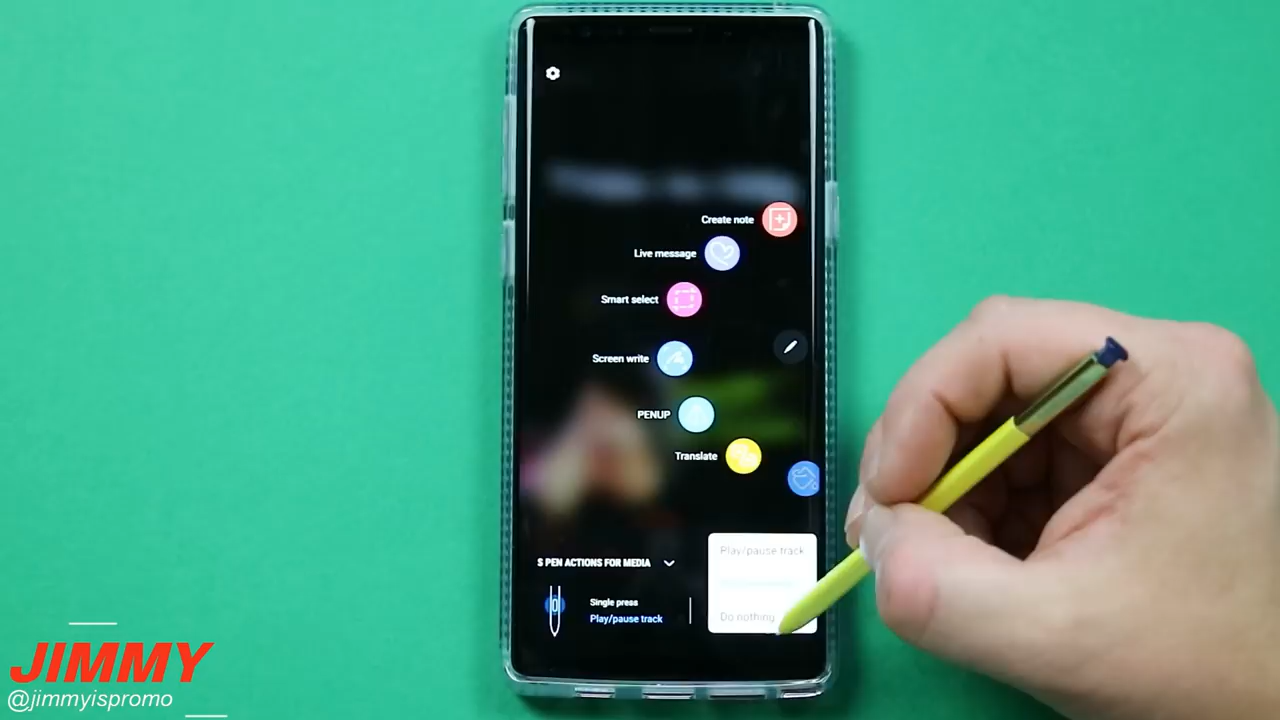 Create note
Live message
Smart select
Screen write
PENUP
Translate
Play/pause track
S PEN ACTIONS FOR MEDIA
Single press
Do nothing
Play/pause track
JIMMY
@jimmyispromo